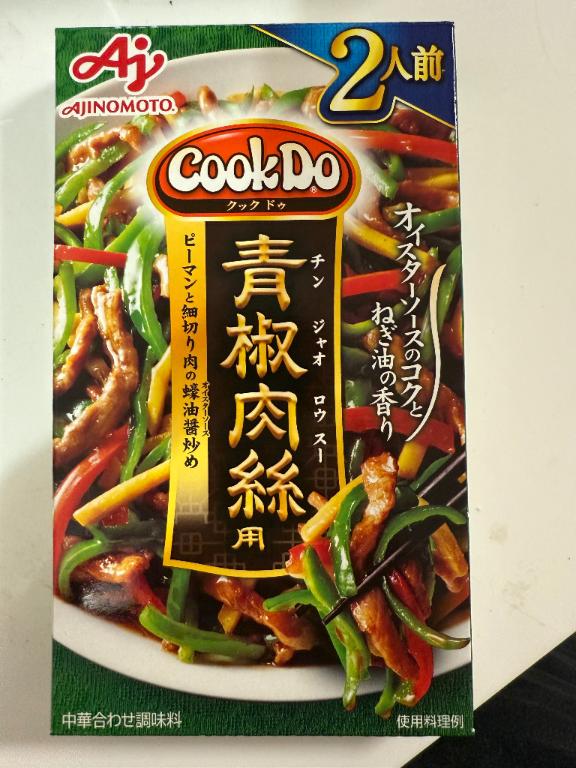 Aj
AJINOMOTO®
2人前
CookDo®
クックドゥ
オイスターソースのコクと
ねぎ油の香り
青椒肉絲用
チン ジャオ ロウ スー
ピーマンと細切り肉の蠔油醤炒め
オイスターソース
中華合わせ調味料
使用料理例